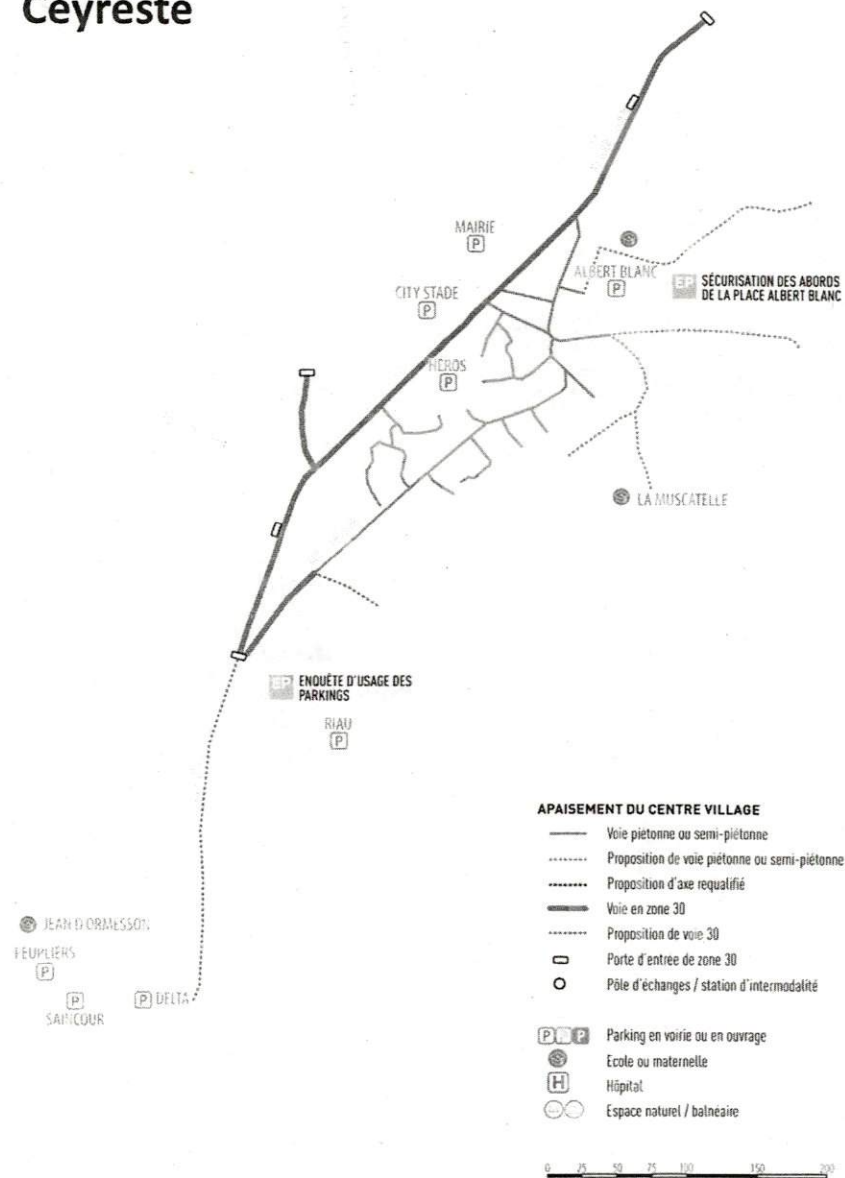 Ceyreste
MAIRIE
P
CITY STADE
P
S
ALBERT BLANC
P
EP SÉCURISATION DES ABORDS
DE LA PLACE ALBERT BLANC
HEROS
P
S LA MUSCATELLE
EP ENQUÊTE D'USAGE DES
PARKINGS
RIAU
P
S JEAN D'ORMESSON
PEUPLIERS
P
P
SAINCOUR
P DELTA
APAISEMENT DU CENTRE VILLAGE
Voie piétonne ou semi-piétonne
Proposition de voie piétonne ou semi-piétonne
Proposition d'axe requalifié
Voie en zone 30
Proposition de voie 30
Porte d'entrée de zone 30
Pôle d'échanges / station d'intermodalité
P P P Parking en voirie ou en ouvrage
S Ecole ou maternelle
H Hôpital
Espace naturel / balnéaire
0 25 50 75 100 150 200